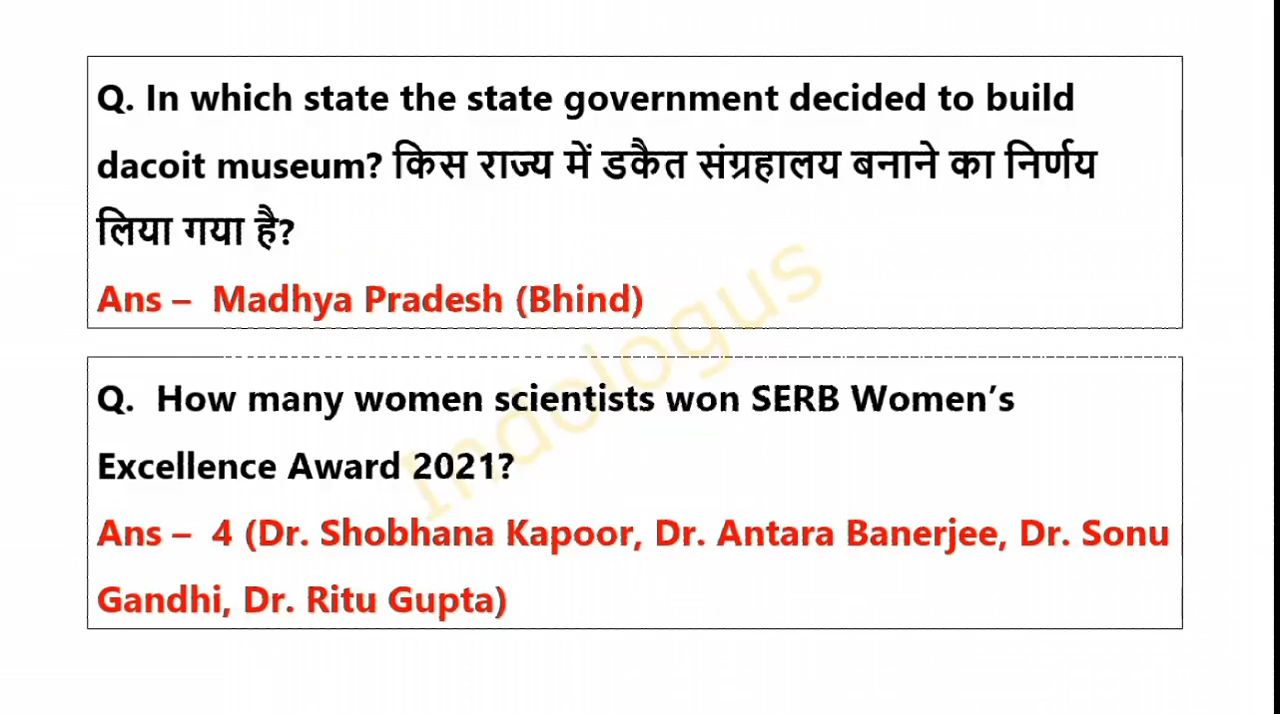 Q. In which state the state government decided to build
dacoit museum? किस राज्य में डकैत संग्रहालय बनाने का निर्णय
लिया गया है?
Ans – Madhya Pradesh (Bhind)
Q. How many women scientists won SERB Women’s
Excellence Award 2021?
Ans – 4 (Dr. Shobhana Kapoor, Dr. Antara Banerjee, Dr. Sonu
Gandhi, Dr. Ritu Gupta)
Indologus